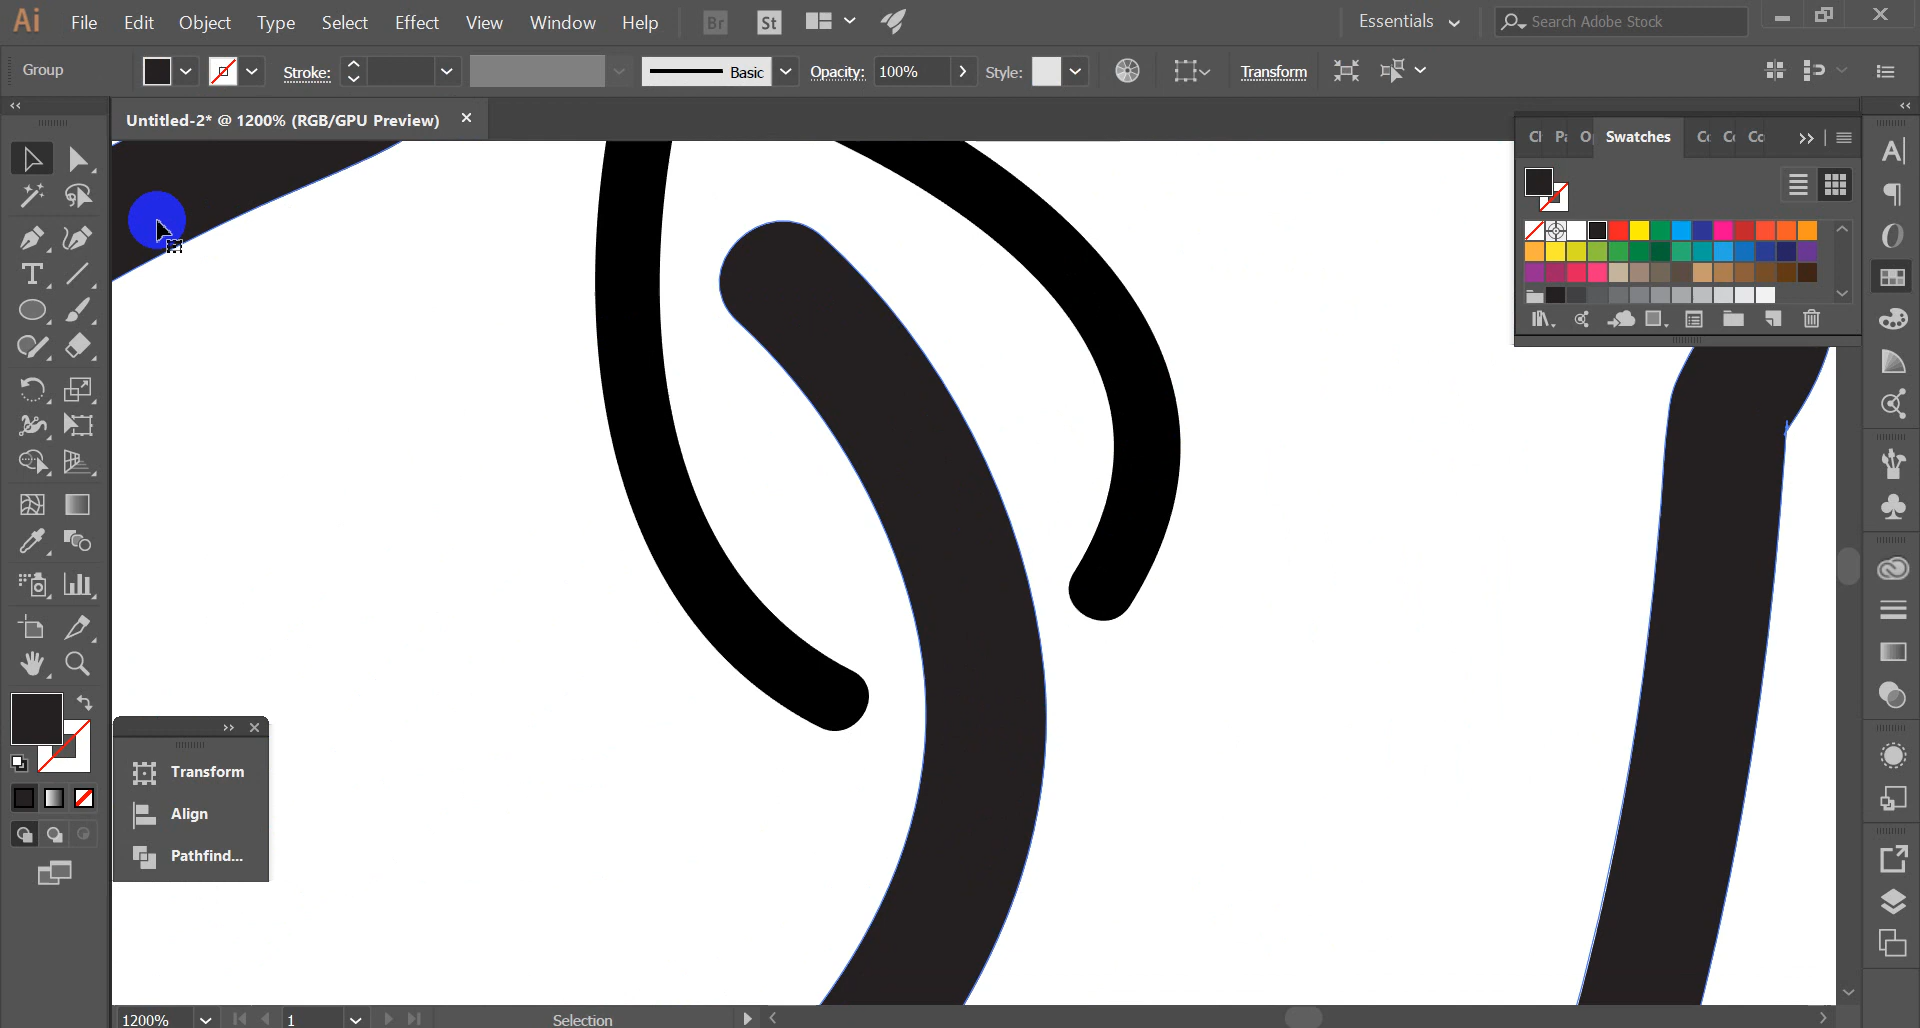 Ai File Edit Object Type Select Effect View Window Help Br St Essentials Search Adobe Stock
Group Stroke: Basic Opacity: 100% Style: Transform
Untitled-2* @ 1200% (RGB/GPU Preview)
Swatches
Transform
Align
Pathfind...
1200% 1 Selection